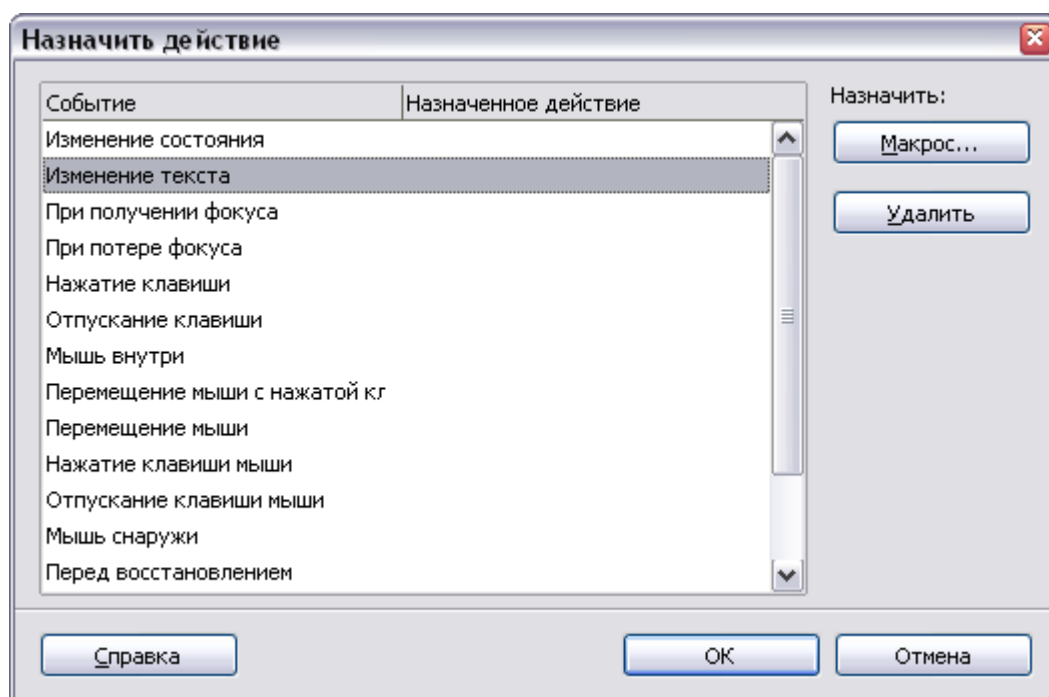 Назначить действие
Событие Назначенное действие
Назначить:
Изменение состояния
Макрос...
Изменение текста
Удалить
При получении фокуса
При потере фокуса
Нажатие клавиши
Отпускание клавиши
Мышь внутри
Перемещение мыши с нажатой кл
Перемещение мыши
Нажатие клавиши мыши
Отпускание клавиши мыши
Мышь снаружи
Перед восстановлением
Справка ОК Отмена